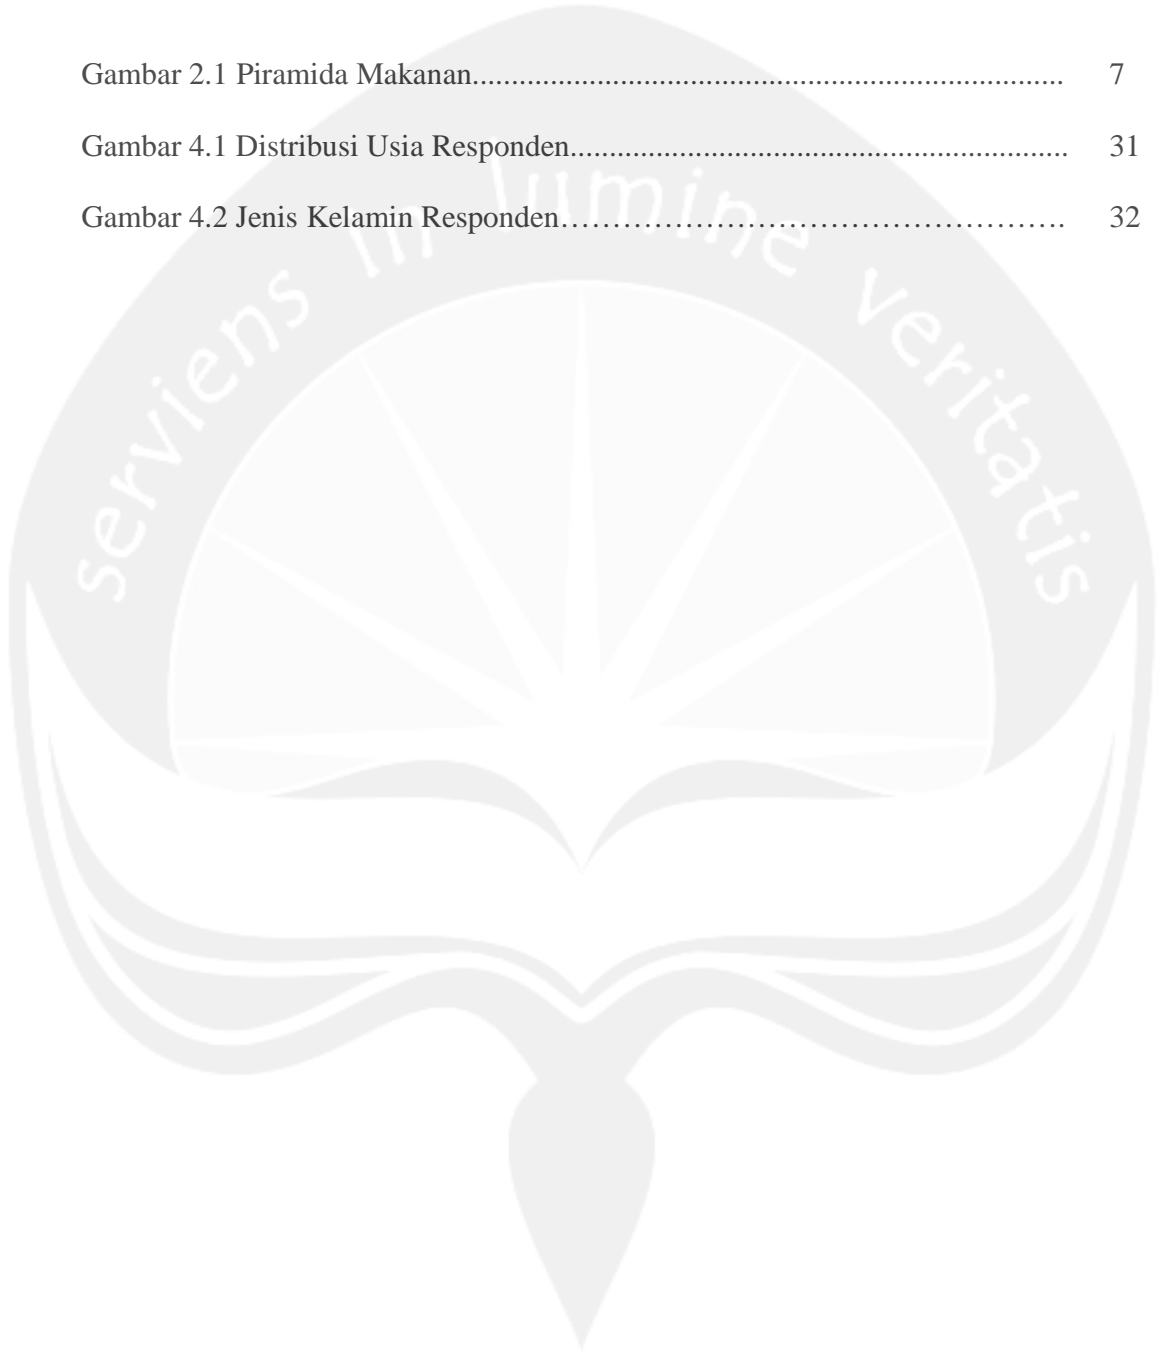 Gambar 2.1 Piramida Makanan.................................................................. 7
Gambar 4.1 Distribusi Usia Responden........................................................ 31
Gambar 4.2 Jenis Kelamin Responden……………………………………………. 32
serviens in lumine veritatis